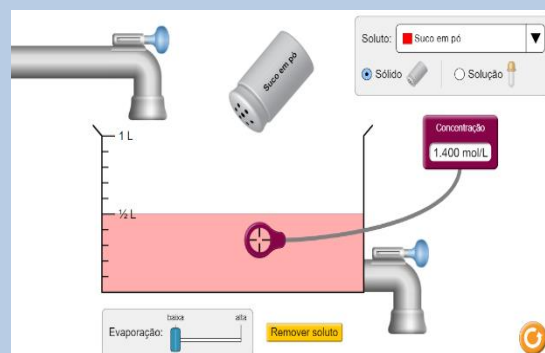 Soluto: Suco em pó
Sólido Solução
Suco em pó
Concentração
1.400 mol/L
1 L
½ L
baixa alta
Evaporação:
Remover soluto